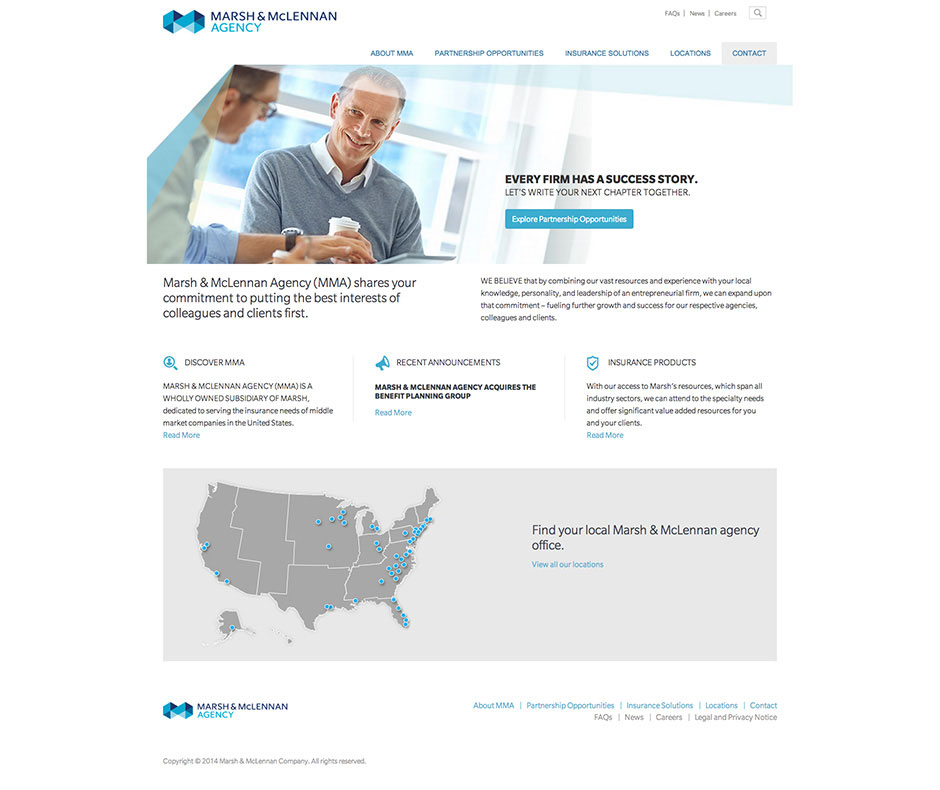 MARSH & MCLENNAN
AGENCY
FAQs | News | Careers
ABOUT MMA PARTNERSHIP OPPORTUNITIES INSURANCE SOLUTIONS LOCATIONS CONTACT
EVERY FIRM HAS A SUCCESS STORY.
LET'S WRITE YOUR NEXT CHAPTER TOGETHER.
Explore Partnership Opportunities
Marsh & McLennan Agency (MMA) shares your
commitment to putting the best interests of
colleagues and clients first.
WE BELIEVE that by combining our vast resources and experience with your local
knowledge, personality, and leadership of an entrepreneurial firm, we can expand upon
that commitment – fueling further growth and success for our respective agencies,
colleagues and clients.
DISCOVER MMA
MARSH & MCLENNAN AGENCY (MMA) IS A
WHOLLY OWNED SUBSIDIARY OF MARSH,
dedicated to serving the insurance needs of middle
market companies in the United States.
Read More
RECENT ANNOUNCEMENTS
MARSH & MCLENNAN AGENCY ACQUIRES THE
BENEFIT PLANNING GROUP
Read More
INSURANCE PRODUCTS
With our access to Marsh's resources, which span all
industry sectors, we can attend to the specialty needs
and offer significant value added resources for you
and your clients.
Read More
Find your local Marsh & McLennan agency
office.
View all our locations
MARSH & MCLENNAN
AGENCY
About MMA | Partnership Opportunities | Insurance Solutions | Locations | Contact
FAQs | News | Careers | Legal and Privacy Notice
Copyright © 2014 Marsh & McLennan Company. All rights reserved.